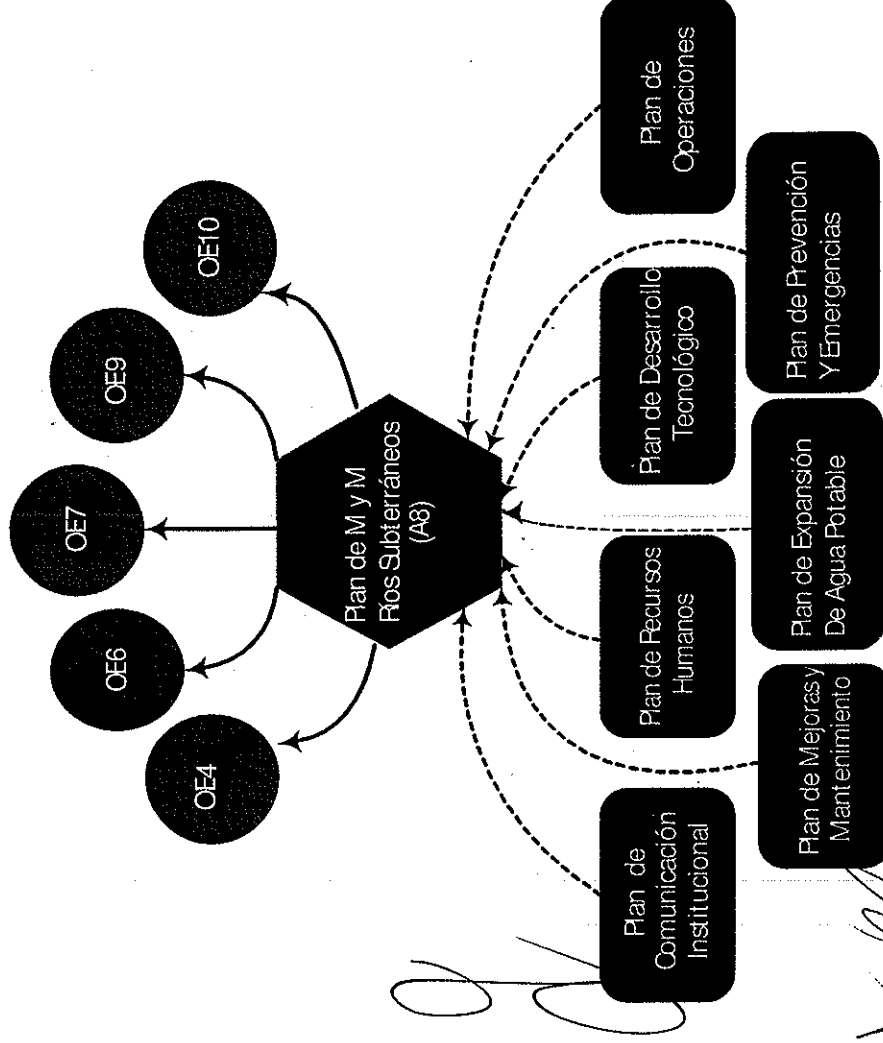 OE4
OE6
OE7
OE9
OE10
Plan de M y M
Ríos Subterráneos
(A8)
Plan de
Comunicación
Institucional
Plan de Recursos
Humanos
Plan de Desarrollo
Tecnológico
Plan de
Operaciones
Plan de Mejoras y
Mantenimiento
Plan de Expansión
De Agua Potable
Plan de Prevención
Y Emergencias